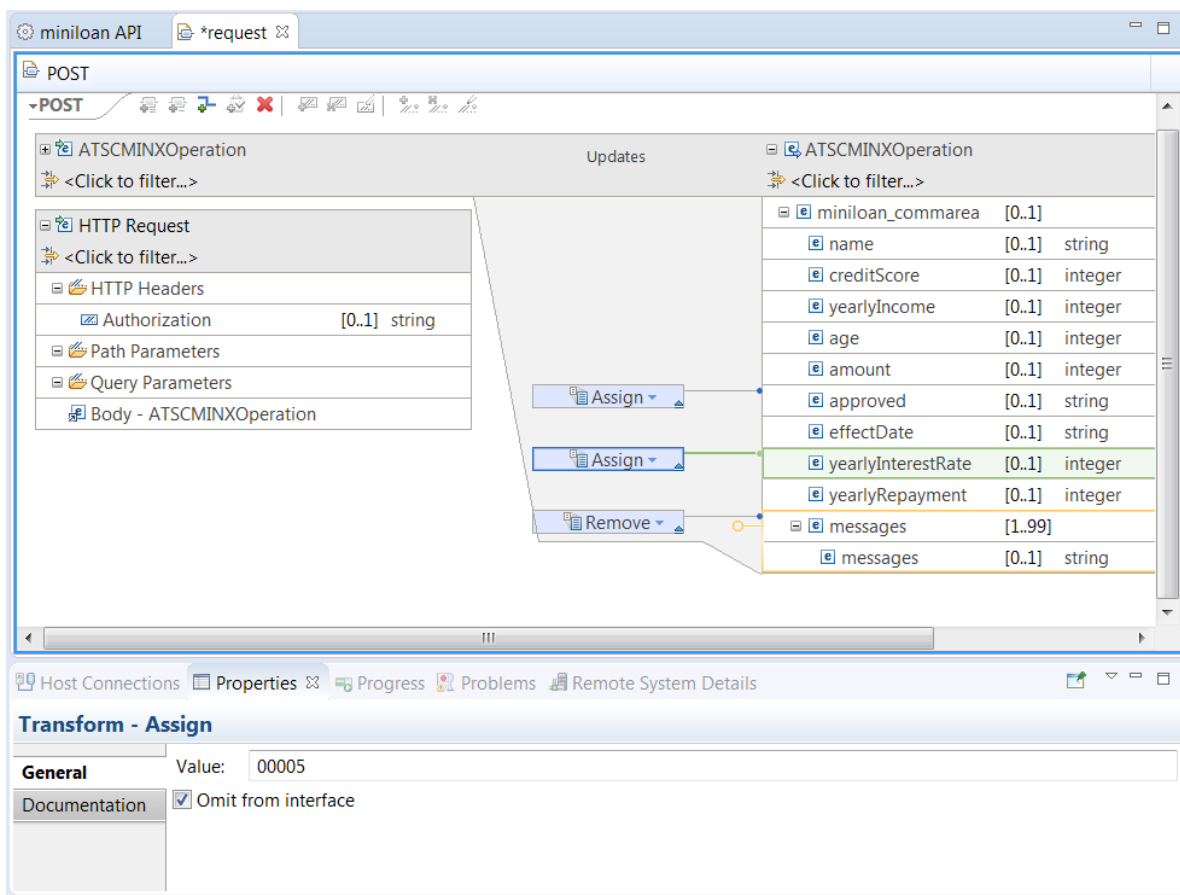 miniloan API *request
POST
POST
ATSCMINXOperation
<Click to filter...>
HTTP Request
<Click to filter...>
HTTP Headers
Authorization [0..1] string
Path Parameters
Query Parameters
Body - ATSCMINXOperation
Updates
Assign
Assign
Remove
ATSCMINXOperation
<Click to filter...>
miniloan_commarea [0..1]
name [0..1] string
creditScore [0..1] integer
yearlyIncome [0..1] integer
age [0..1] integer
amount [0..1] integer
approved [0..1] string
effectDate [0..1] string
yearlyInterestRate [0..1] integer
yearlyRepayment [0..1] integer
messages [1..99]
messages [0..1] string
Host Connections Properties Progress Problems Remote System Details
Transform - Assign
General
Documentation
Value: 00005
Omit from interface